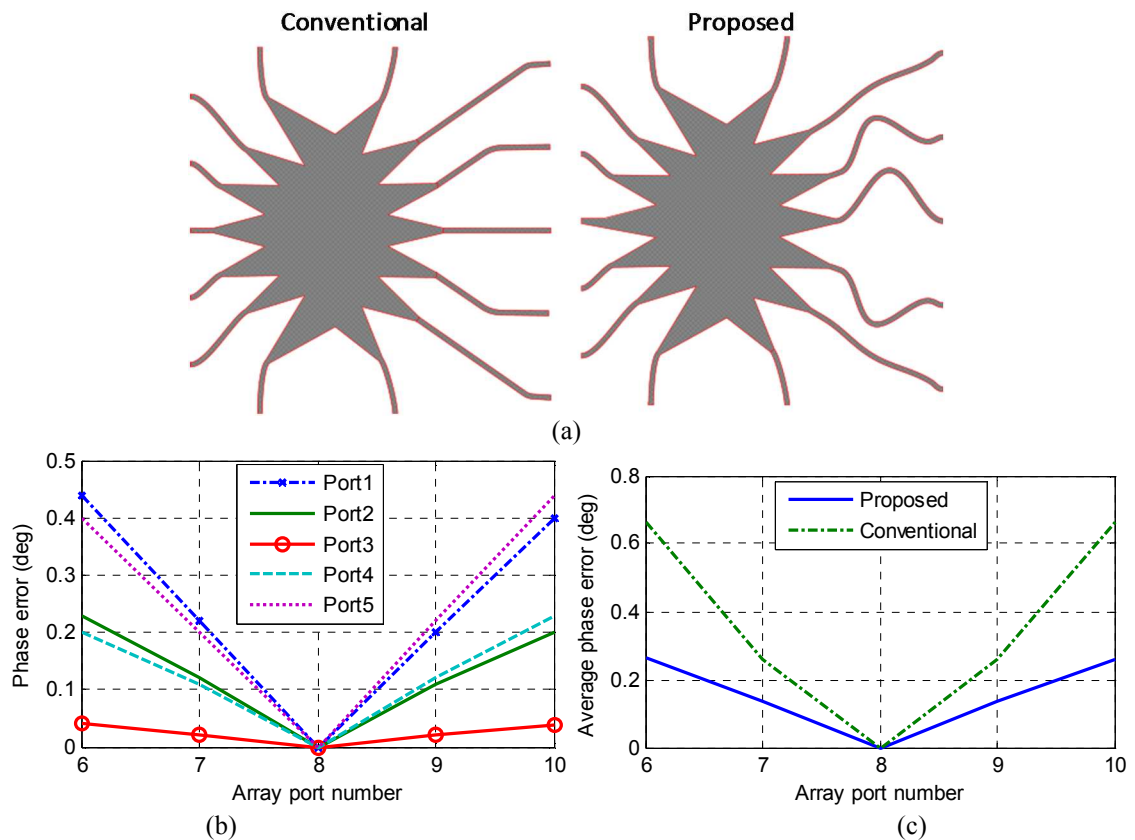 Conventional
Proposed
(a)
0.5
0.4
0.3
0.2
0.1
0
6
7
8
9
10
Phase error (deg)
Array port number
Port1
Port2
Port3
Port4
Port5
(b)
0.8
0.6
0.4
0.2
0
6
7
8
9
10
Average phase error (deg)
Array port number
Proposed
Conventional
(c)